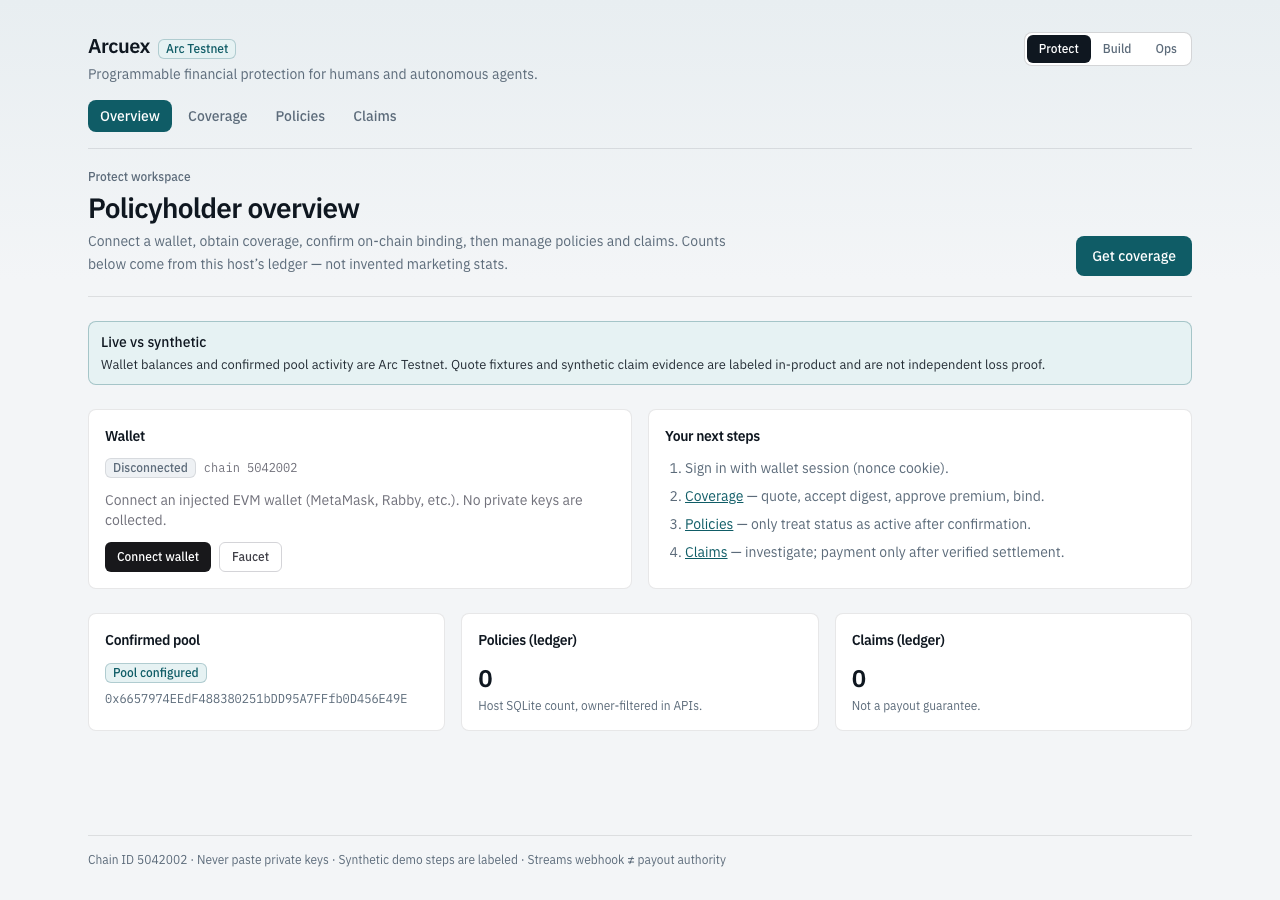 Arcuex Arc Testnet
Protect Build Ops
Programmable financial protection for humans and autonomous agents.
Overview Coverage Policies Claims
Protect workspace
Policyholder overview
Connect a wallet, obtain coverage, confirm on-chain binding, then manage policies and claims. Counts
below come from this host’s ledger — not invented marketing stats.
Get coverage
Live vs synthetic
Wallet balances and confirmed pool activity are Arc Testnet. Quote fixtures and synthetic claim evidence are labeled in-product and are not independent loss proof.
Wallet
Disconnected chain 5042002
Connect an injected EVM wallet (MetaMask, Rabby, etc.). No private keys are
collected.
Connect wallet Faucet
Your next steps
1. Sign in with wallet session (nonce cookie).
2. Coverage — quote, accept digest, approve premium, bind.
3. Policies — only treat status as active after confirmation.
4. Claims — investigate; payment only after verified settlement.
Confirmed pool
Pool configured
0x6657974EEdF488380251bDD95A7FFfb0D456E49E
Policies (ledger)
0
Host SQLite count, owner-filtered in APIs.
Claims (ledger)
0
Not a payout guarantee.
Chain ID 5042002 · Never paste private keys · Synthetic demo steps are labeled · Streams webhook ≠ payout authority